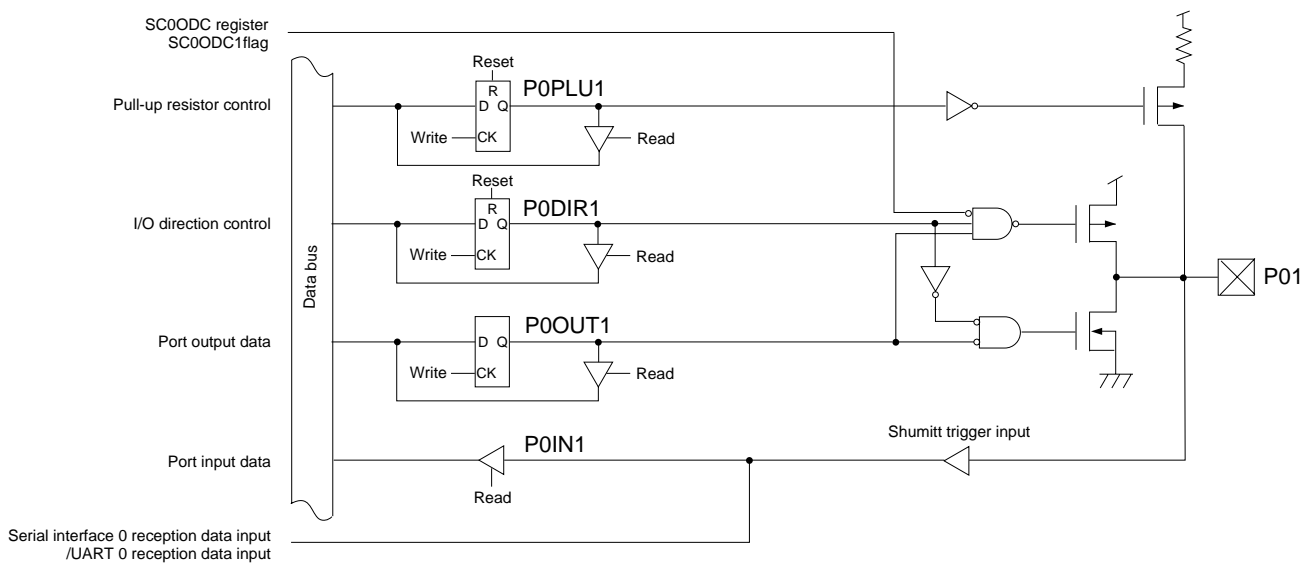 SC0ODC register
SC0ODC1flag
Reset
P0PLU1
R
Pull-up resistor control
D Q
Write
CK
Read
Reset
P0DIR1
R
I/O direction control
D Q
Write
CK
Read
Data bus
P01
P0OUT1
Port output data
D Q
Write
CK
Read
Shumitt trigger input
P0IN1
Port input data
Read
Serial interface 0 reception data input
/UART 0 reception data input